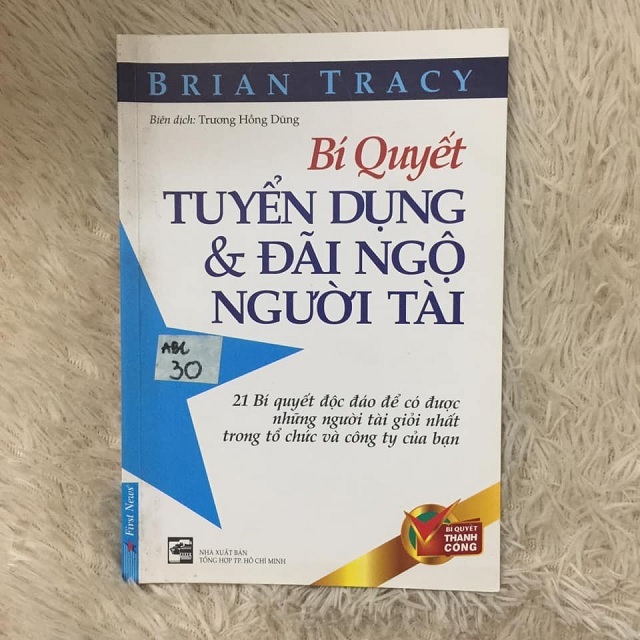 BRIAN TRACY
Biên dịch: Trương Hồng Dũng
Bí Quyết
TUYỂN DỤNG
& ĐÃI NGỘ
NGƯỜI TÀI
ABC
30
21 Bí quyết độc đáo để có được
những người tài giỏi nhất
trong tổ chức và công ty của bạn
First News
NHÀ XUẤT BẢN
TỔNG HỢP TP. HỒ CHÍ MINH
BÍ QUYẾT
THÀNH
CÔNG